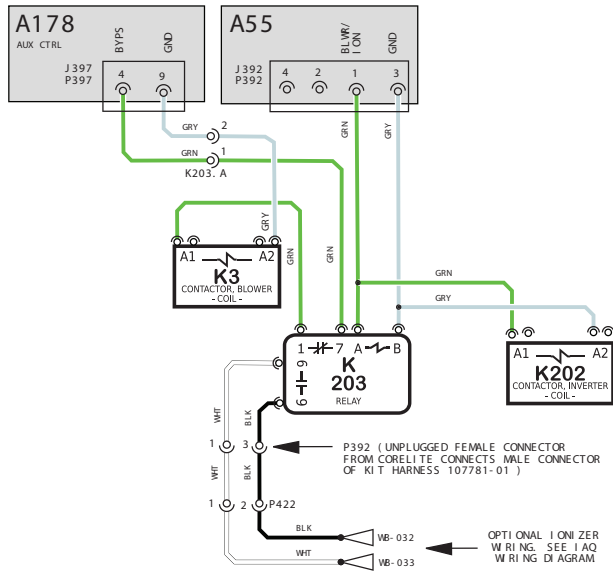 A178
AUX CTRL
BYPS
GND
J397
P397
4
9
A55
BLWR/
ION
GND
J392
P392
4
2
1
3
GRY
2
GRN
1
K203. A
GRN
GRY
GRY
GRN
GRN
GRN
GRY
A1
A2
K3
CONTACTOR, BLOWER
- COIL -
1
7
A
B
9
6
K
203
RELAY
A1
A2
K202
CONTACTOR, INVERTER
- COIL -
WHT
BLK
1
3
P392 ( UNPLUGGED FEMALE CONNECTOR
FROM CORELITE CONNECTS MALE CONNECTOR
OF KIT HARNESS 107781-01 )
WHT
BLK
1
2
P422
BLK
WB-032
WHT
WB-033
OPTIONAL IONIZER
WIRING. SEE IAQ
WIRING DIAGRAM